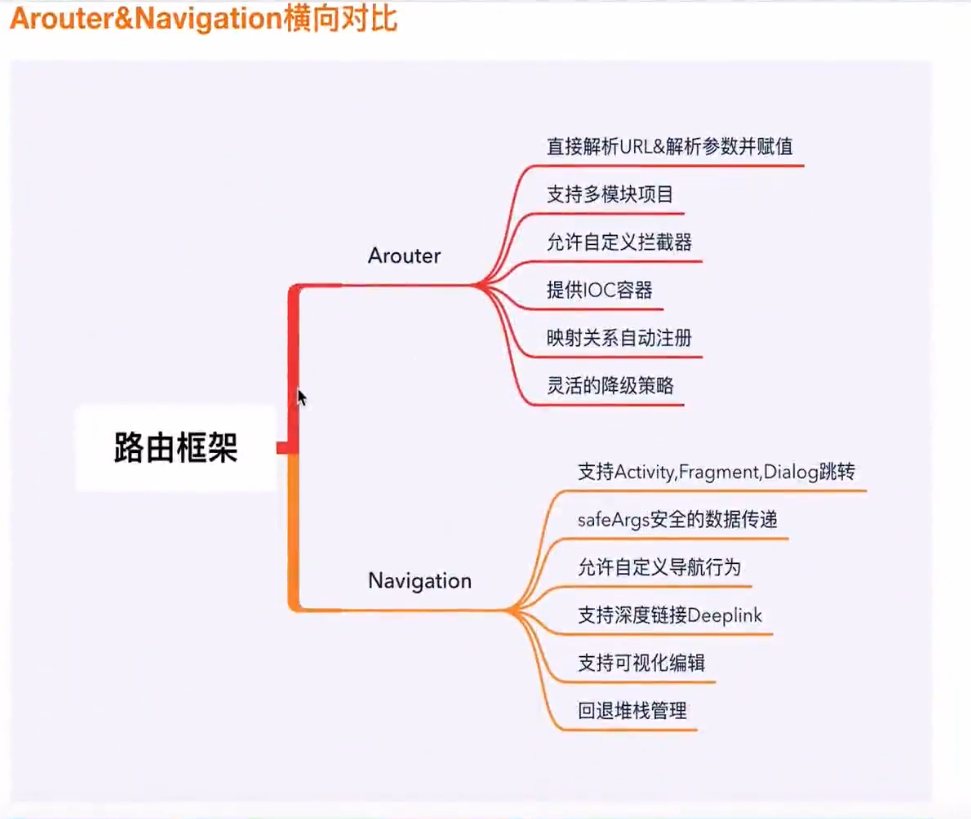 Arouter&Navigation横向对比
直接解析URL&解析参数并赋值
支持多模块项目
允许自定义拦截器
Arouter
提供IOC容器
映射关系自动注册
灵活的降级策略
路由框架
支持Activity,Fragment,Dialog跳转
safeArgs安全的数据传递
允许自定义导航行为
Navigation
支持深度链接Deeplink
支持可视化编辑
回退堆栈管理